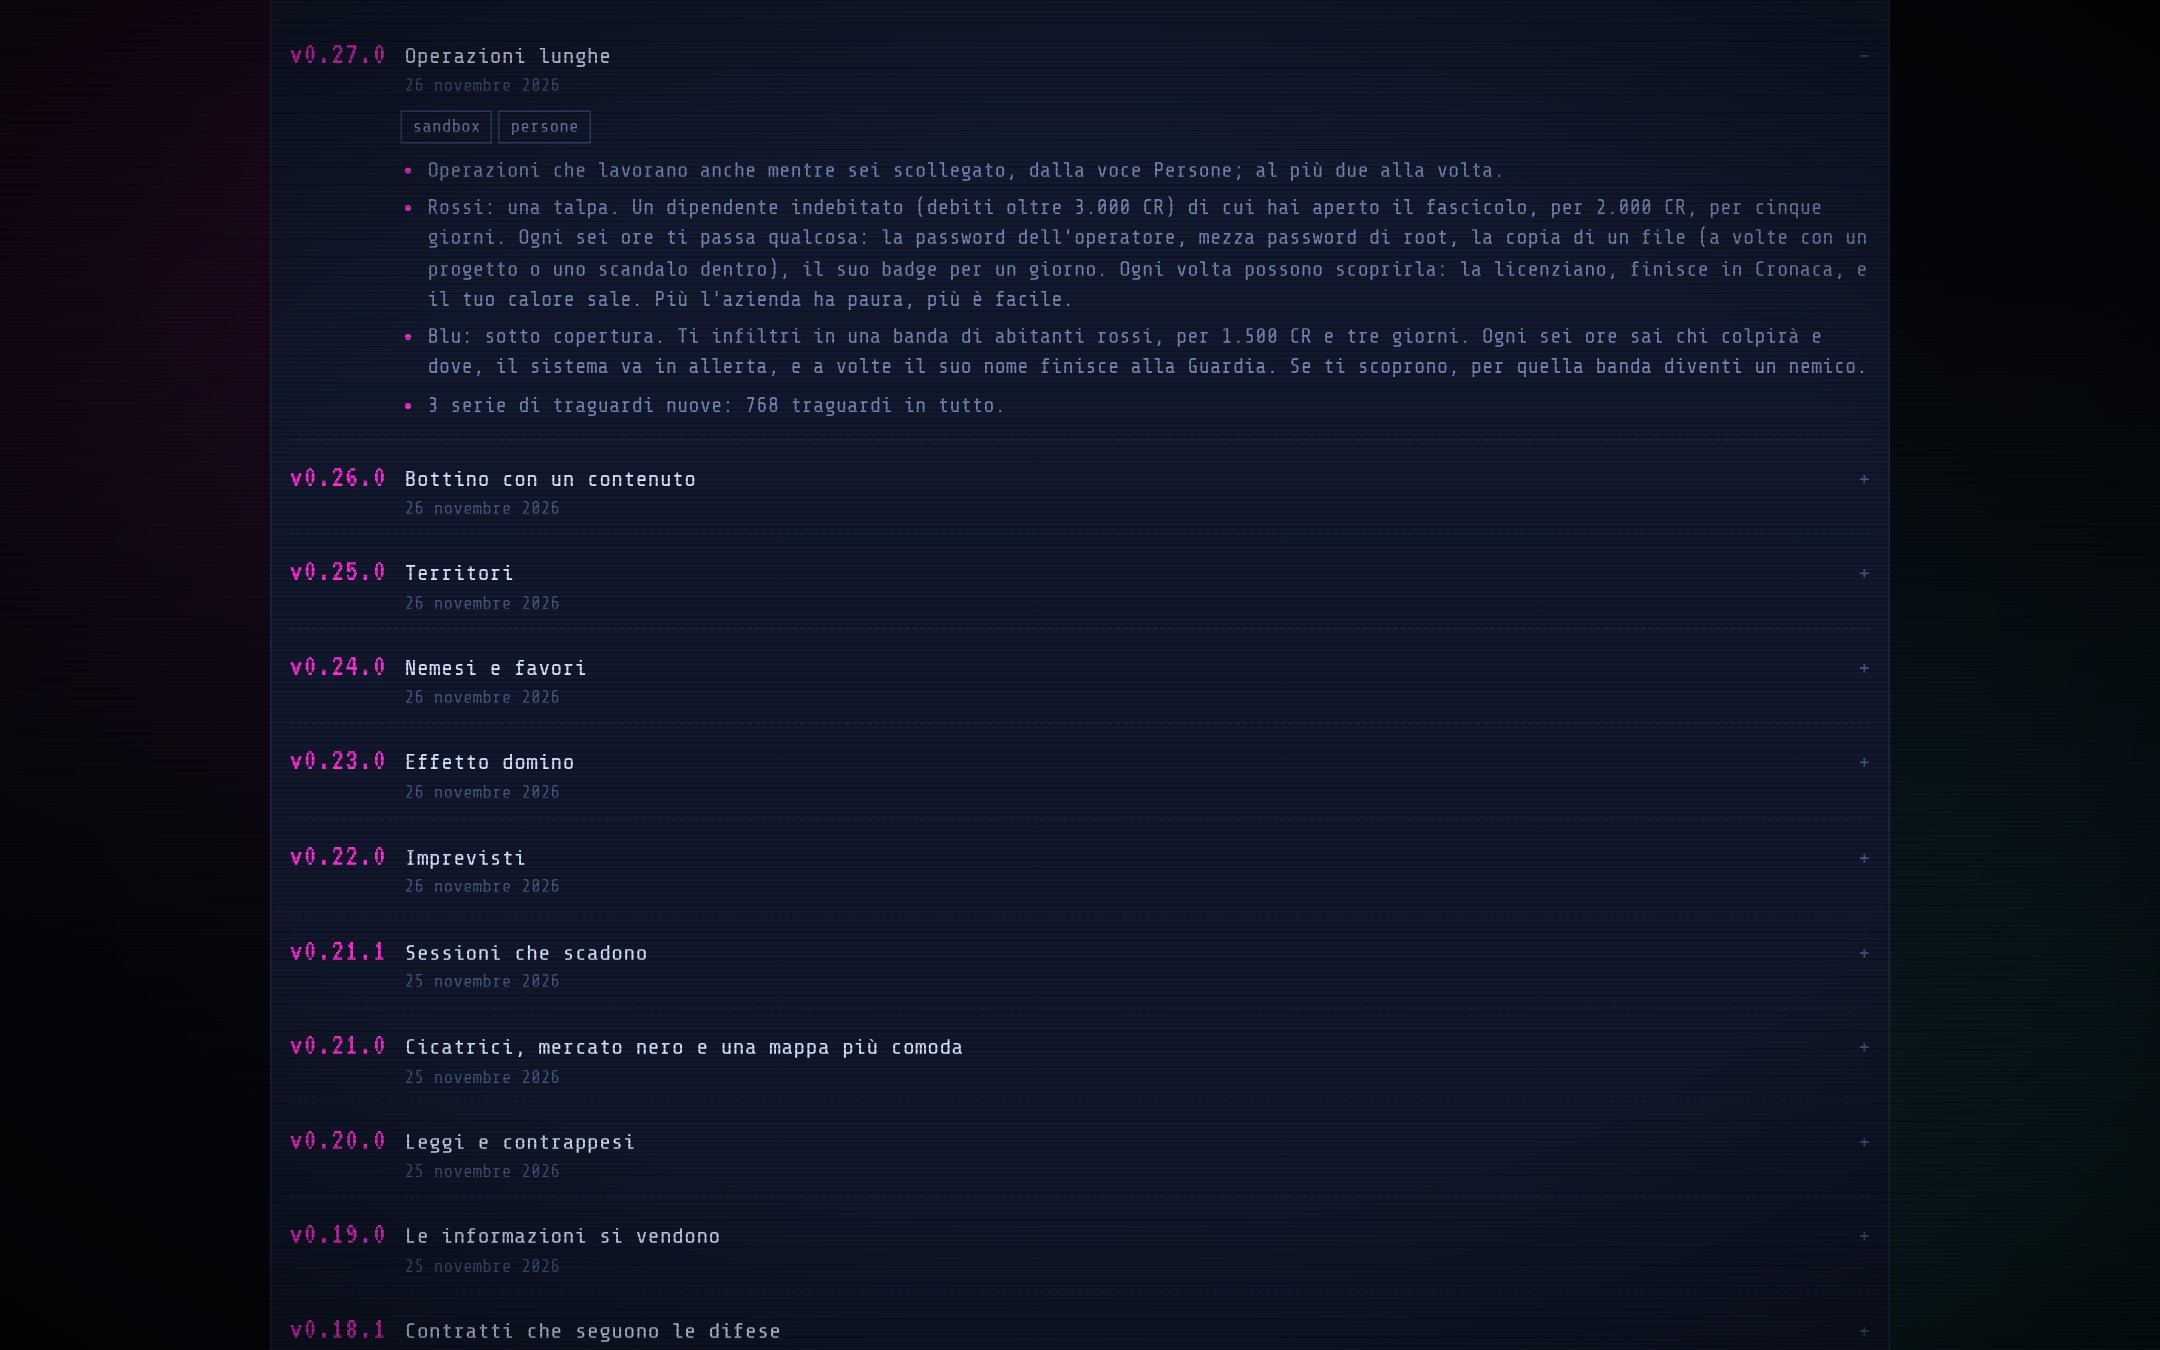 v0.27.0 Operazioni lunghe −
26 novembre 2026
sandbox persone
• Operazioni che lavorano anche mentre sei scollegato, dalla voce Persone; al più due alla volta.
• Rossi: una talpa. Un dipendente indebitato (debiti oltre 3.000 CR) di cui hai aperto il fascicolo, per 2.000 CR, per cinque
giorni. Ogni sei ore ti passa qualcosa: la password dell'operatore, mezza password di root, la copia di un file (a volte con un
progetto o uno scandalo dentro), il suo badge per un giorno. Ogni volta possono scoprirla: la licenziano, finisce in Cronaca, e
il tuo calore sale. Più l'azienda ha paura, più è facile.
• Blu: sotto copertura. Ti infiltri in una banda di abitanti rossi, per 1.500 CR e tre giorni. Ogni sei ore sai chi colpirà e
dove, il sistema va in allerta, e a volte il suo nome finisce alla Guardia. Se ti scoprono, per quella banda diventi un nemico.
• 3 serie di traguardi nuove: 768 traguardi in tutto.
v0.26.0 Bottino con un contenuto +
26 novembre 2026
v0.25.0 Territori +
26 novembre 2026
v0.24.0 Nemesi e favori +
26 novembre 2026
v0.23.0 Effetto domino +
26 novembre 2026
v0.22.0 Imprevisti +
26 novembre 2026
v0.21.1 Sessioni che scadono +
25 novembre 2026
v0.21.0 Cicatrici, mercato nero e una mappa più comoda +
25 novembre 2026
v0.20.0 Leggi e contrappesi +
25 novembre 2026
v0.19.0 Le informazioni si vendono +
25 novembre 2026
v0.18.1 Contratti che seguono le difese +